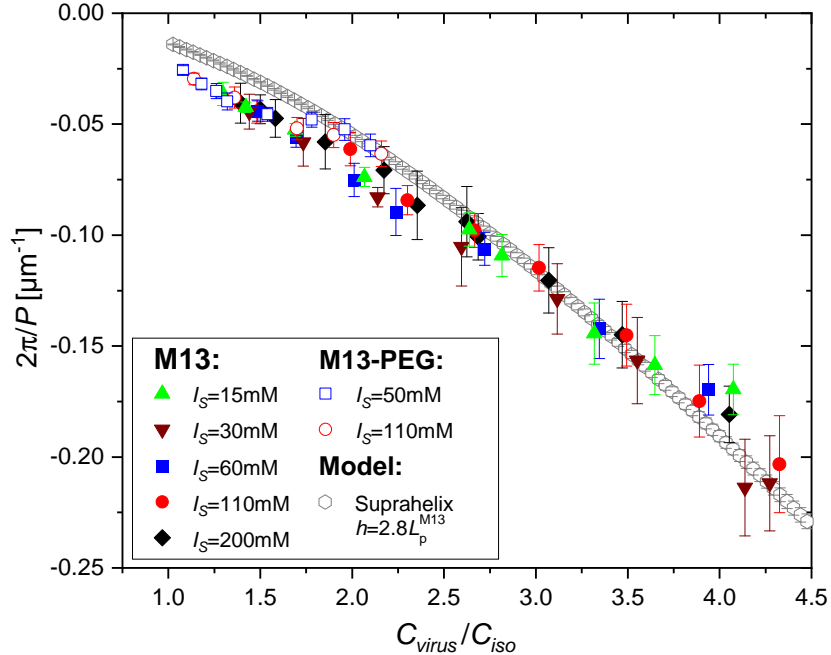 0.00
-0.05
-0.10
-0.15
-0.20
-0.25
2π/P [µm⁻¹]
M13:
I_S=15mM
I_S=30mM
I_S=60mM
I_S=110mM
I_S=200mM
M13-PEG:
I_S=50mM
I_S=110mM
Model:
Suprahelix
h=2.8L_p^M13
1.0 1.5 2.0 2.5 3.0 3.5 4.0 4.5
C_virus/C_iso